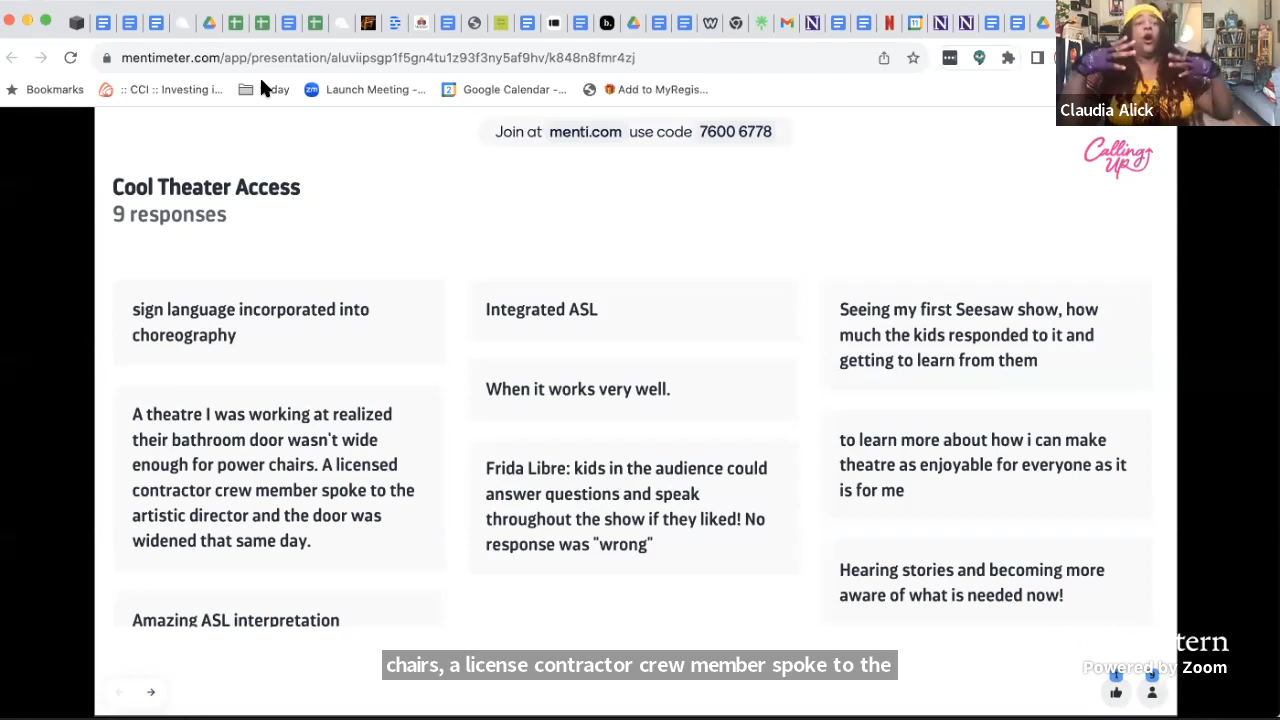 mentimeter.com/app/presentation/aluviipsgp1f5gn4tu1z93f3ny5af9hv/k848n8fmr4zj
Bookmarks
:: CCI :: Investing i...
day
Launch Meeting -...
Google Calendar -...
Add to MyRegis...
Claudia Alick
Join at menti.com use code 7600 6778
Calling UP
Cool Theater Access
9 responses
sign language incorporated into
choreography
A theatre I was working at realized
their bathroom door wasn't wide
enough for power chairs. A licensed
contractor crew member spoke to the
artistic director and the door was
widened that same day.
Amazing ASL interpretation
Integrated ASL
When it works very well.
Frida Libre: kids in the audience could
answer questions and speak
throughout the show if they liked! No
response was "wrong"
Seeing my first Seesaw show, how
much the kids responded to it and
getting to learn from them
to learn more about how i can make
theatre as enjoyable for everyone as it
is for me
Hearing stories and becoming more
aware of what is needed now!
chairs, a license contractor crew member spoke to the
tern
Powered by Zoom
1
9